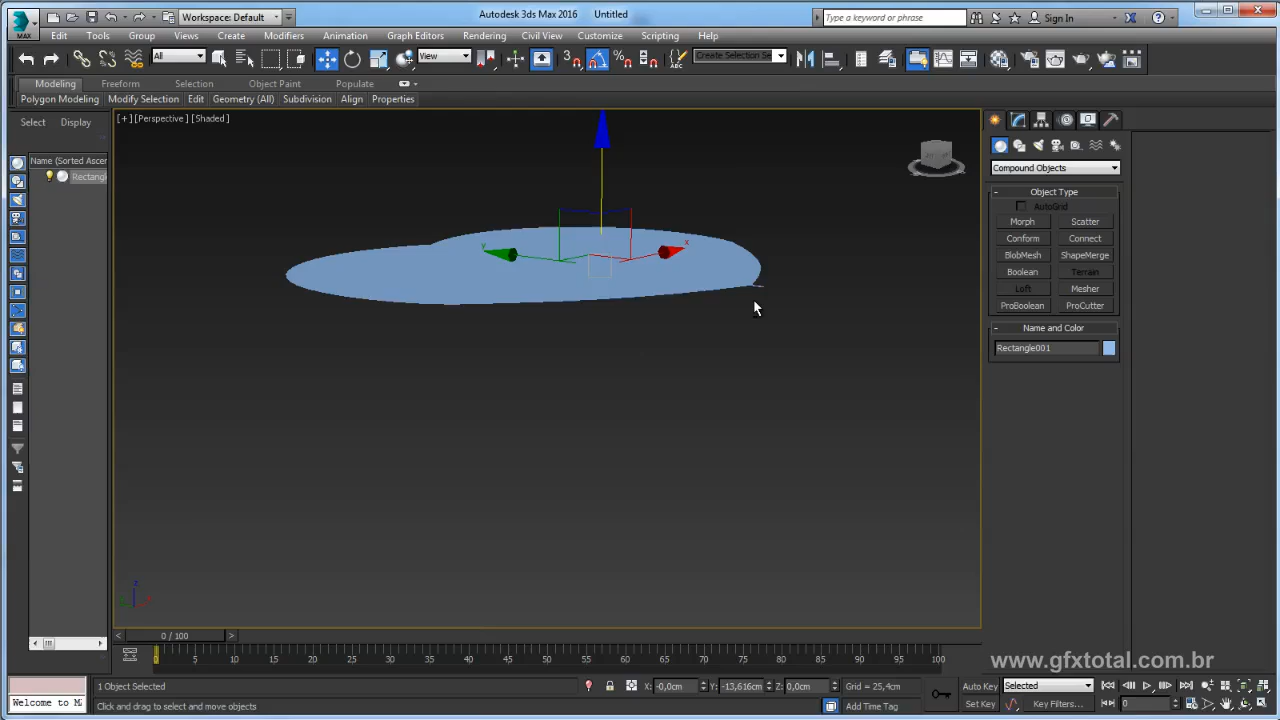 Workspace: Default
Autodesk 3ds Max 2016 Untitled
Type a keyword or phrase
Sign In
MAX
Edit Tools Group Views Create Modifiers Animation Graph Editors Rendering Civil View Customize Scripting Help
All
View
Create Selection Se
Modeling Freeform Selection Object Paint Populate
Polygon Modeling Modify Selection Edit Geometry (All) Subdivision Align Properties
Select Display
[+] [Perspective] [Shaded]
Name (Sorted Ascen
Rectangle
Compound Objects
- Object Type
AutoGrid
Morph Scatter
Conform Connect
BlobMesh ShapeMerge
Boolean Terrain
Loft Mesher
ProBoolean ProCutter
- Name and Color
Rectangle001
z
y
x
0 / 100
0 5 10 15 20 25 30 35 40 45 50 55 60 65 70 75 80 85 90 95 100
www.gfxtotal.com.br
1 Object Selected
X: -0,0cm Y: -13,616cm Z: 0,0cm Grid = 25,4cm
Auto Key Selected
Welcome to M
Click and drag to select and move objects
Add Time Tag
Set Key Key Filters...
0